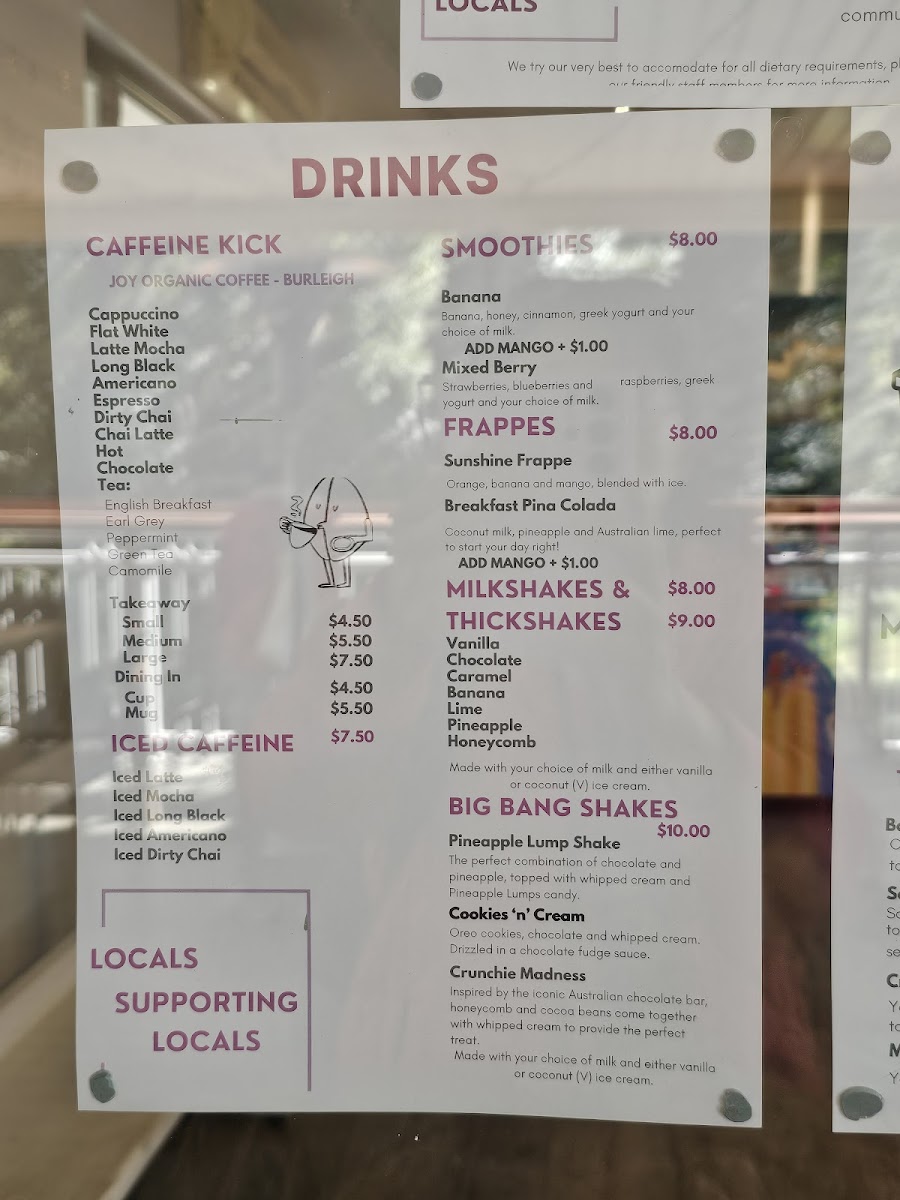 LOCALS
commu
We try our very best to accomodate for all dietary requirements, pl
our friendly staff members for more information
DRINKS
CAFFEINE KICK
JOY ORGANIC COFFEE - BURLEIGH
Cappuccino
Flat White
Latte Mocha
Long Black
Americano
Espresso
Dirty Chai
Chai Latte
Hot
Chocolate
Tea:
English Breakfast
Earl Grey
Peppermint
Green Tea
Camomile
Takeaway
Small $4.50
Medium $5.50
Large $7.50
Dining In
Cup $4.50
Mug $5.50
ICED CAFFEINE $7.50
Iced Latte
Iced Mocha
Iced Long Black
Iced Americano
Iced Dirty Chai
LOCALS
SUPPORTING
LOCALS
SMOOTHIES $8.00
Banana
Banana, honey, cinnamon, greek yogurt and your
choice of milk.
ADD MANGO + $1.00
Mixed Berry
Strawberries, blueberries and raspberries, greek
yogurt and your choice of milk.
FRAPPES $8.00
Sunshine Frappe
Orange, banana and mango, blended with ice.
Breakfast Pina Colada
Coconut milk, pineapple and Australian lime, perfect
to start your day right!
ADD MANGO + $1.00
MILKSHAKES & $8.00
THICKSHAKES $9.00
Vanilla
Chocolate
Caramel
Banana
Lime
Pineapple
Honeycomb
Made with your choice of milk and either vanilla
or coconut (V) ice cream.
BIG BANG SHAKES
$10.00
Pineapple Lump Shake
The perfect combination of chocolate and
pineapple, topped with whipped cream and
Pineapple Lumps candy.
Cookies ‘n’ Cream
Oreo cookies, chocolate and whipped cream.
Drizzled in a chocolate fudge sauce.
Crunchie Madness
Inspired by the iconic Australian chocolate bar,
honeycomb and cocoa beans come together
with whipped cream to provide the perfect
treat.
Made with your choice of milk and either vanilla
or coconut (V) ice cream.